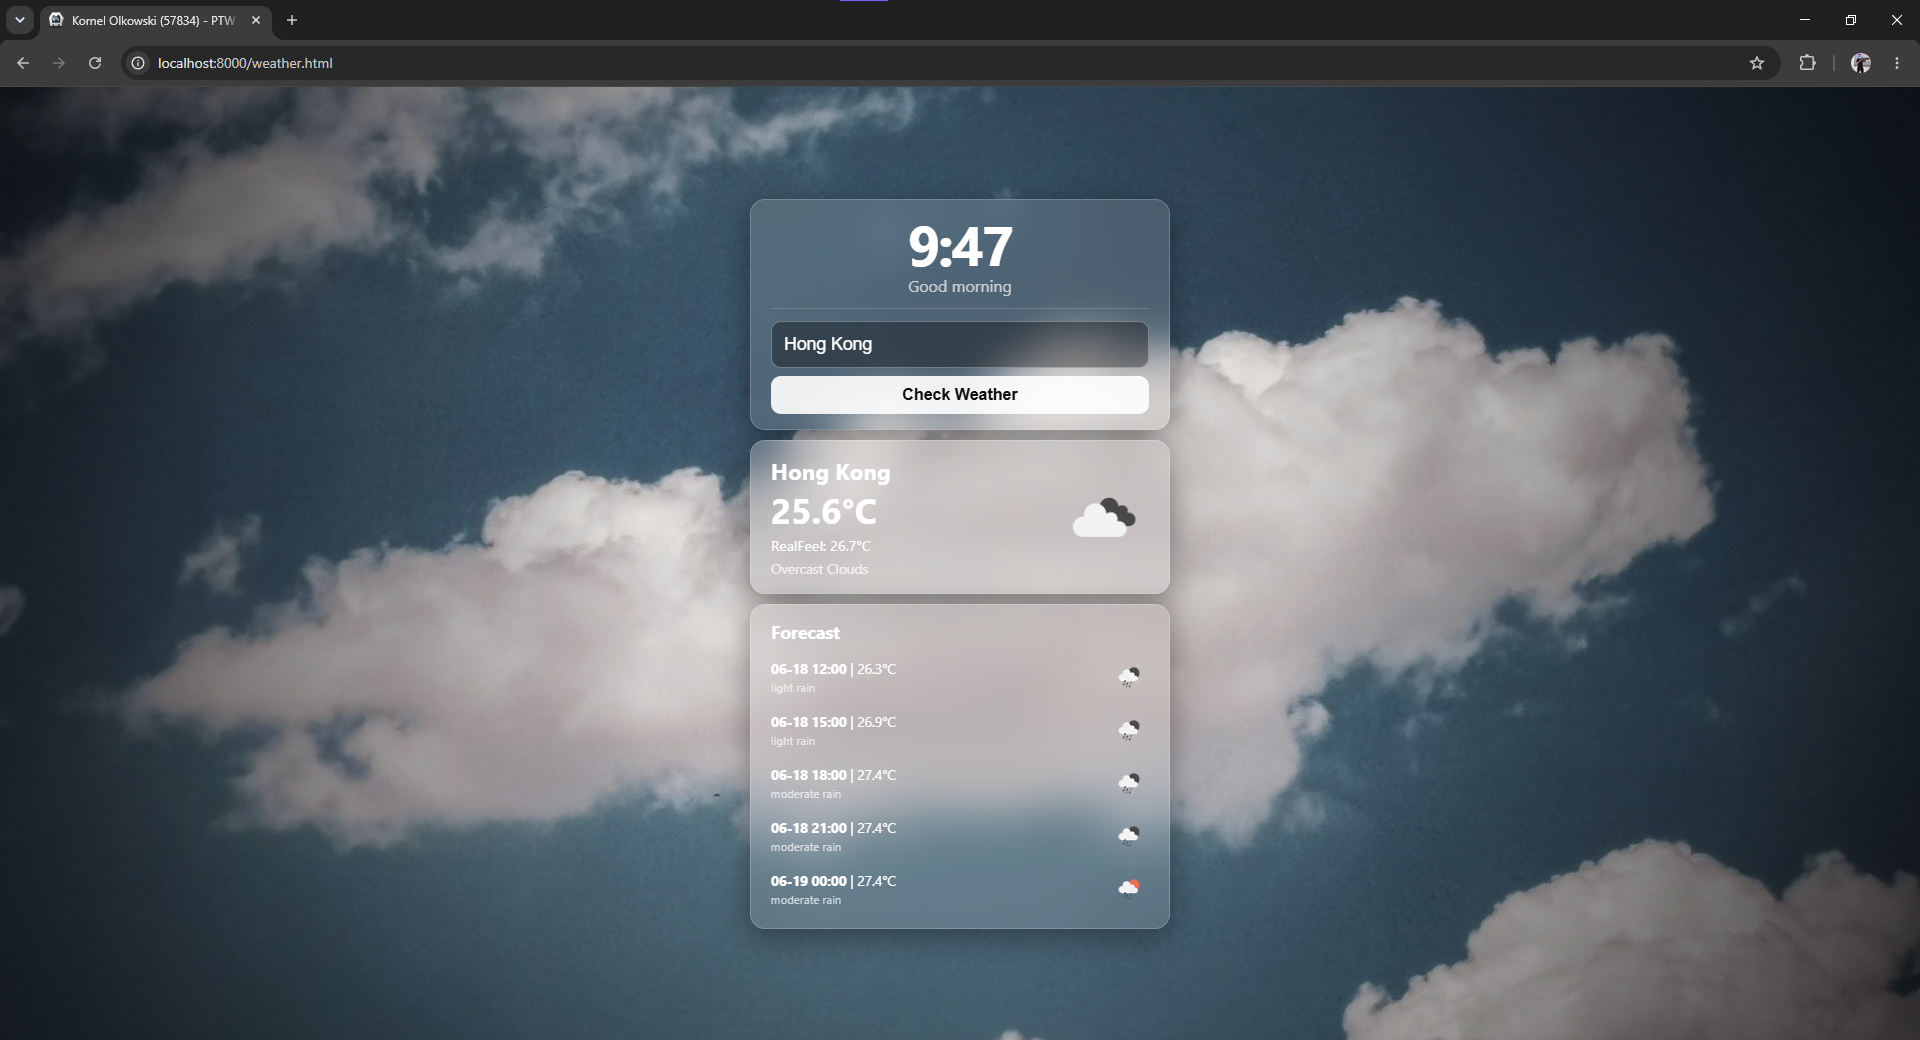 Kornel Olkowski (57834) - PTW
localhost:8000/weather.html
9:47
Good morning
Hong Kong
Check Weather
Hong Kong
25.6°C
RealFeel: 26.7°C
Overcast Clouds
Forecast
06-18 12:00 | 26.3°C
light rain
06-18 15:00 | 26.9°C
light rain
06-18 18:00 | 27.4°C
moderate rain
06-18 21:00 | 27.4°C
moderate rain
06-19 00:00 | 27.4°C
moderate rain